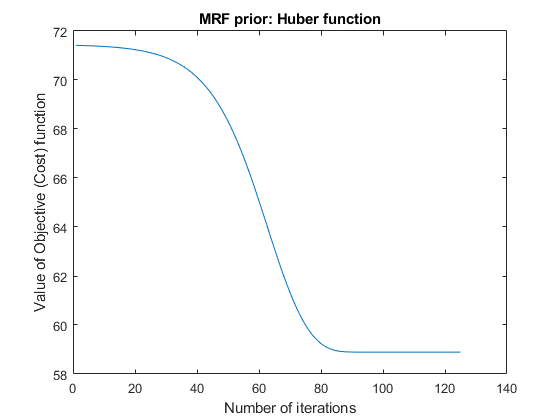 MRF prior: Huber function
72
70
68
66
64
62
60
58
Value of Objective (Cost) function
0 20 40 60 80 100 120 140
Number of iterations